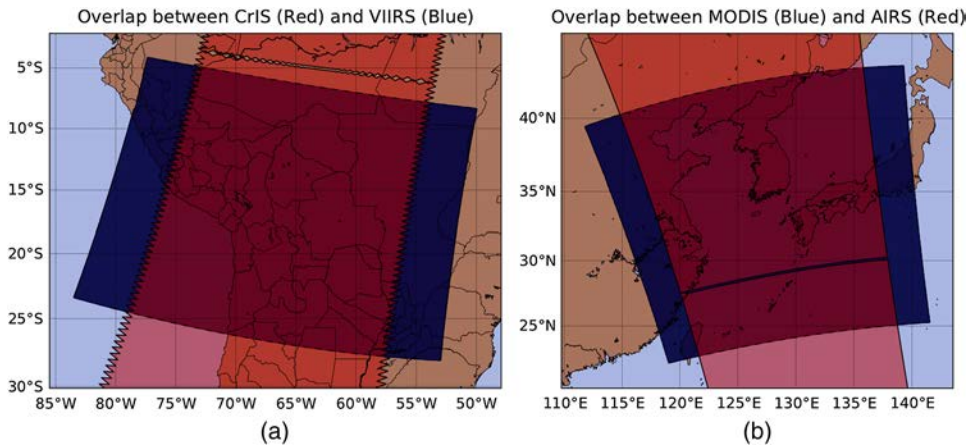 Overlap between CrIS (Red) and VIIRS (Blue)
5°S
10°S
15°S
20°S
25°S
30°S
85°W 80°W 75°W 70°W 65°W 60°W 55°W 50°W
(a)
Overlap between MODIS (Blue) and AIRS (Red)
40°N
35°N
30°N
25°N
110°E 115°E 120°E 125°E 130°E 135°E 140°E
(b)